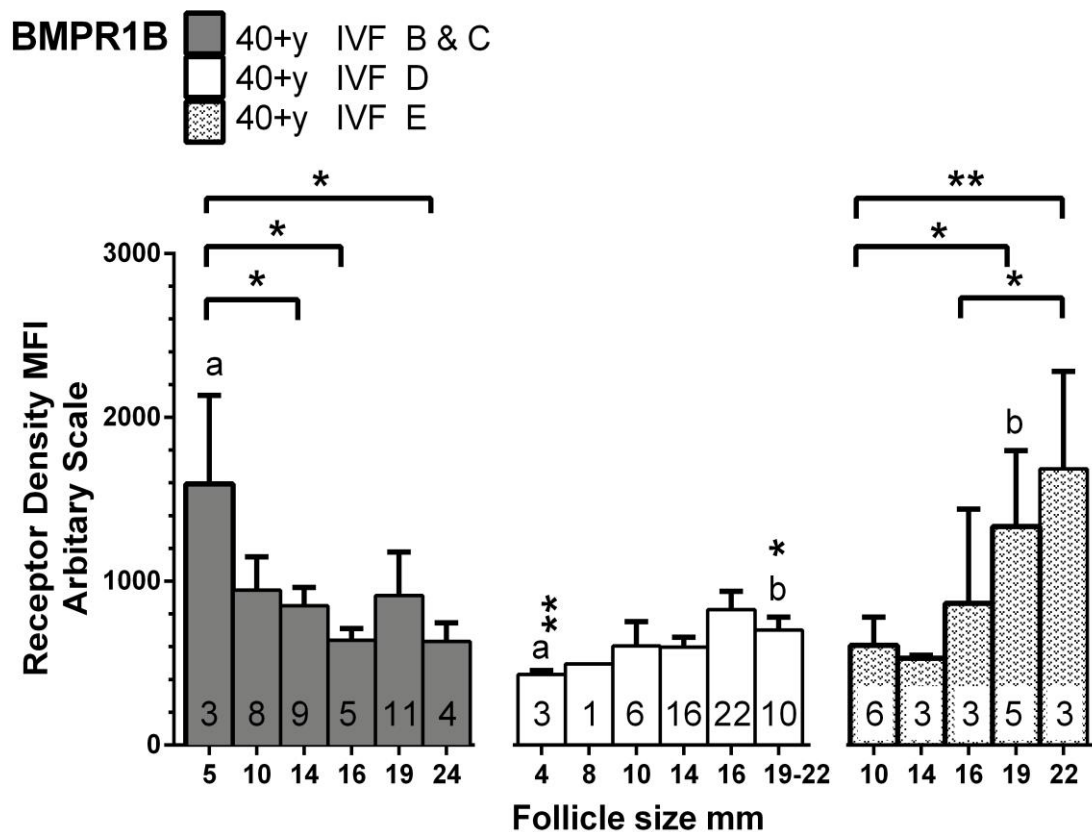 BMPR1B
40+y IVF B & C
40+y IVF D
40+y IVF E
* **
* *
* *
3000
2000
1000
0
Receptor Density MFI
Arbitary Scale
a
b
*
**
a
b
3 8 9 5 11 4 3 1 6 16 22 10 6 3 3 5 3
5 10 14 16 19 24 4 8 10 14 16 19-22 10 14 16 19 22
Follicle size mm